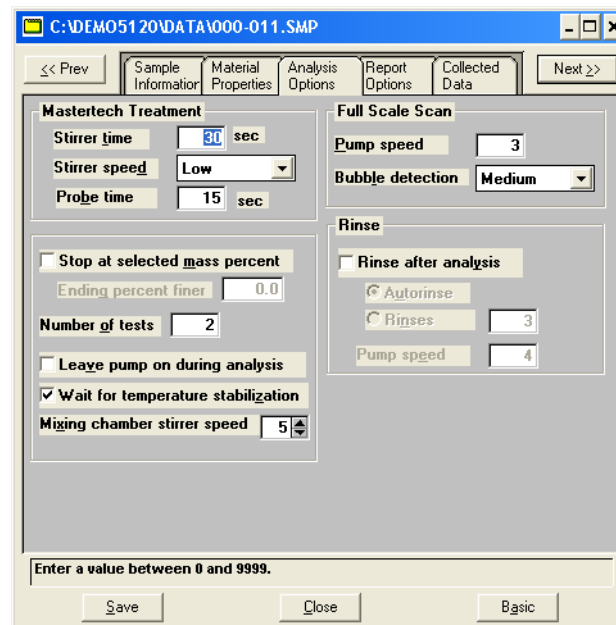 C:\DEMO5120\DATA\000-011.SMP
<< Prev
Sample Information
Material Properties
Analysis Options
Report Options
Collected Data
Next >>
Mastertech Treatment
Stirrer time 30 sec
Stirrer speed Low
Probe time 15 sec
Stop at selected mass percent
Ending percent finer 0.0
Number of tests 2
Leave pump on during analysis
Wait for temperature stabilization
Mixing chamber stirrer speed 5
Full Scale Scan
Pump speed 3
Bubble detection Medium
Rinse
Rinse after analysis
Autorinse
Rinses 3
Pump speed 4
Enter a value between 0 and 9999.
Save
Close
Basic